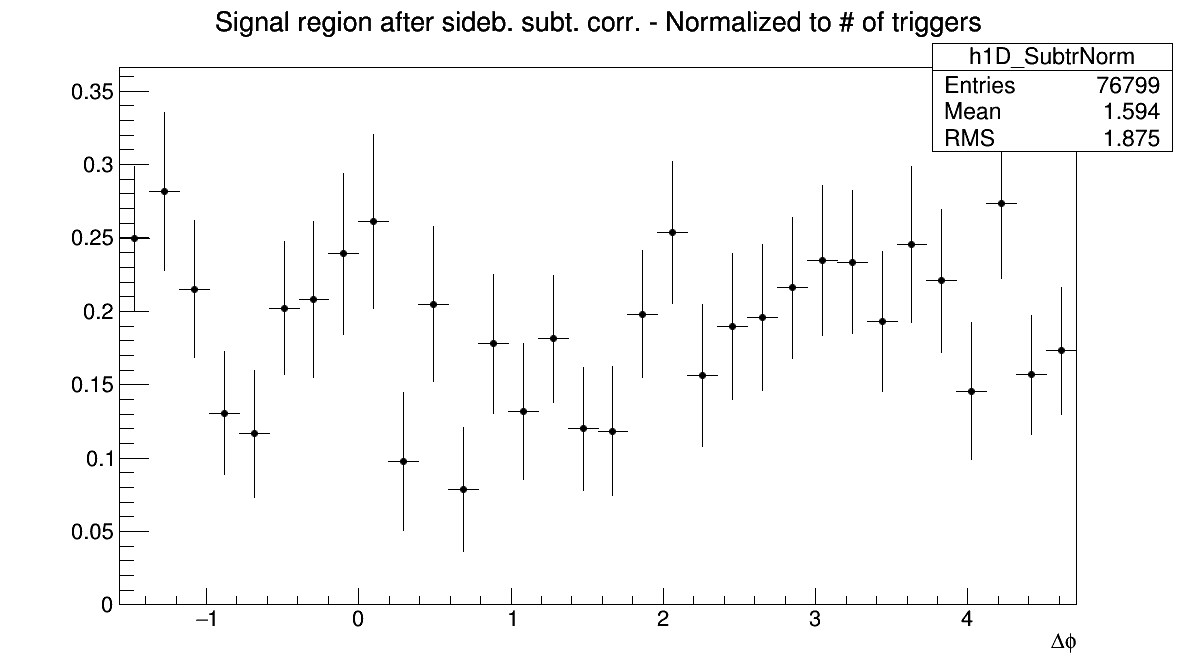 Signal region after sideb. subt. corr. - Normalized to # of triggers
h1D_SubtrNorm
Entries 76799
Mean 1.594
RMS 1.875
0.35
0.3
0.25
0.2
0.15
0.1
0.05
0
−1 0 1 2 3 4
Δϕ